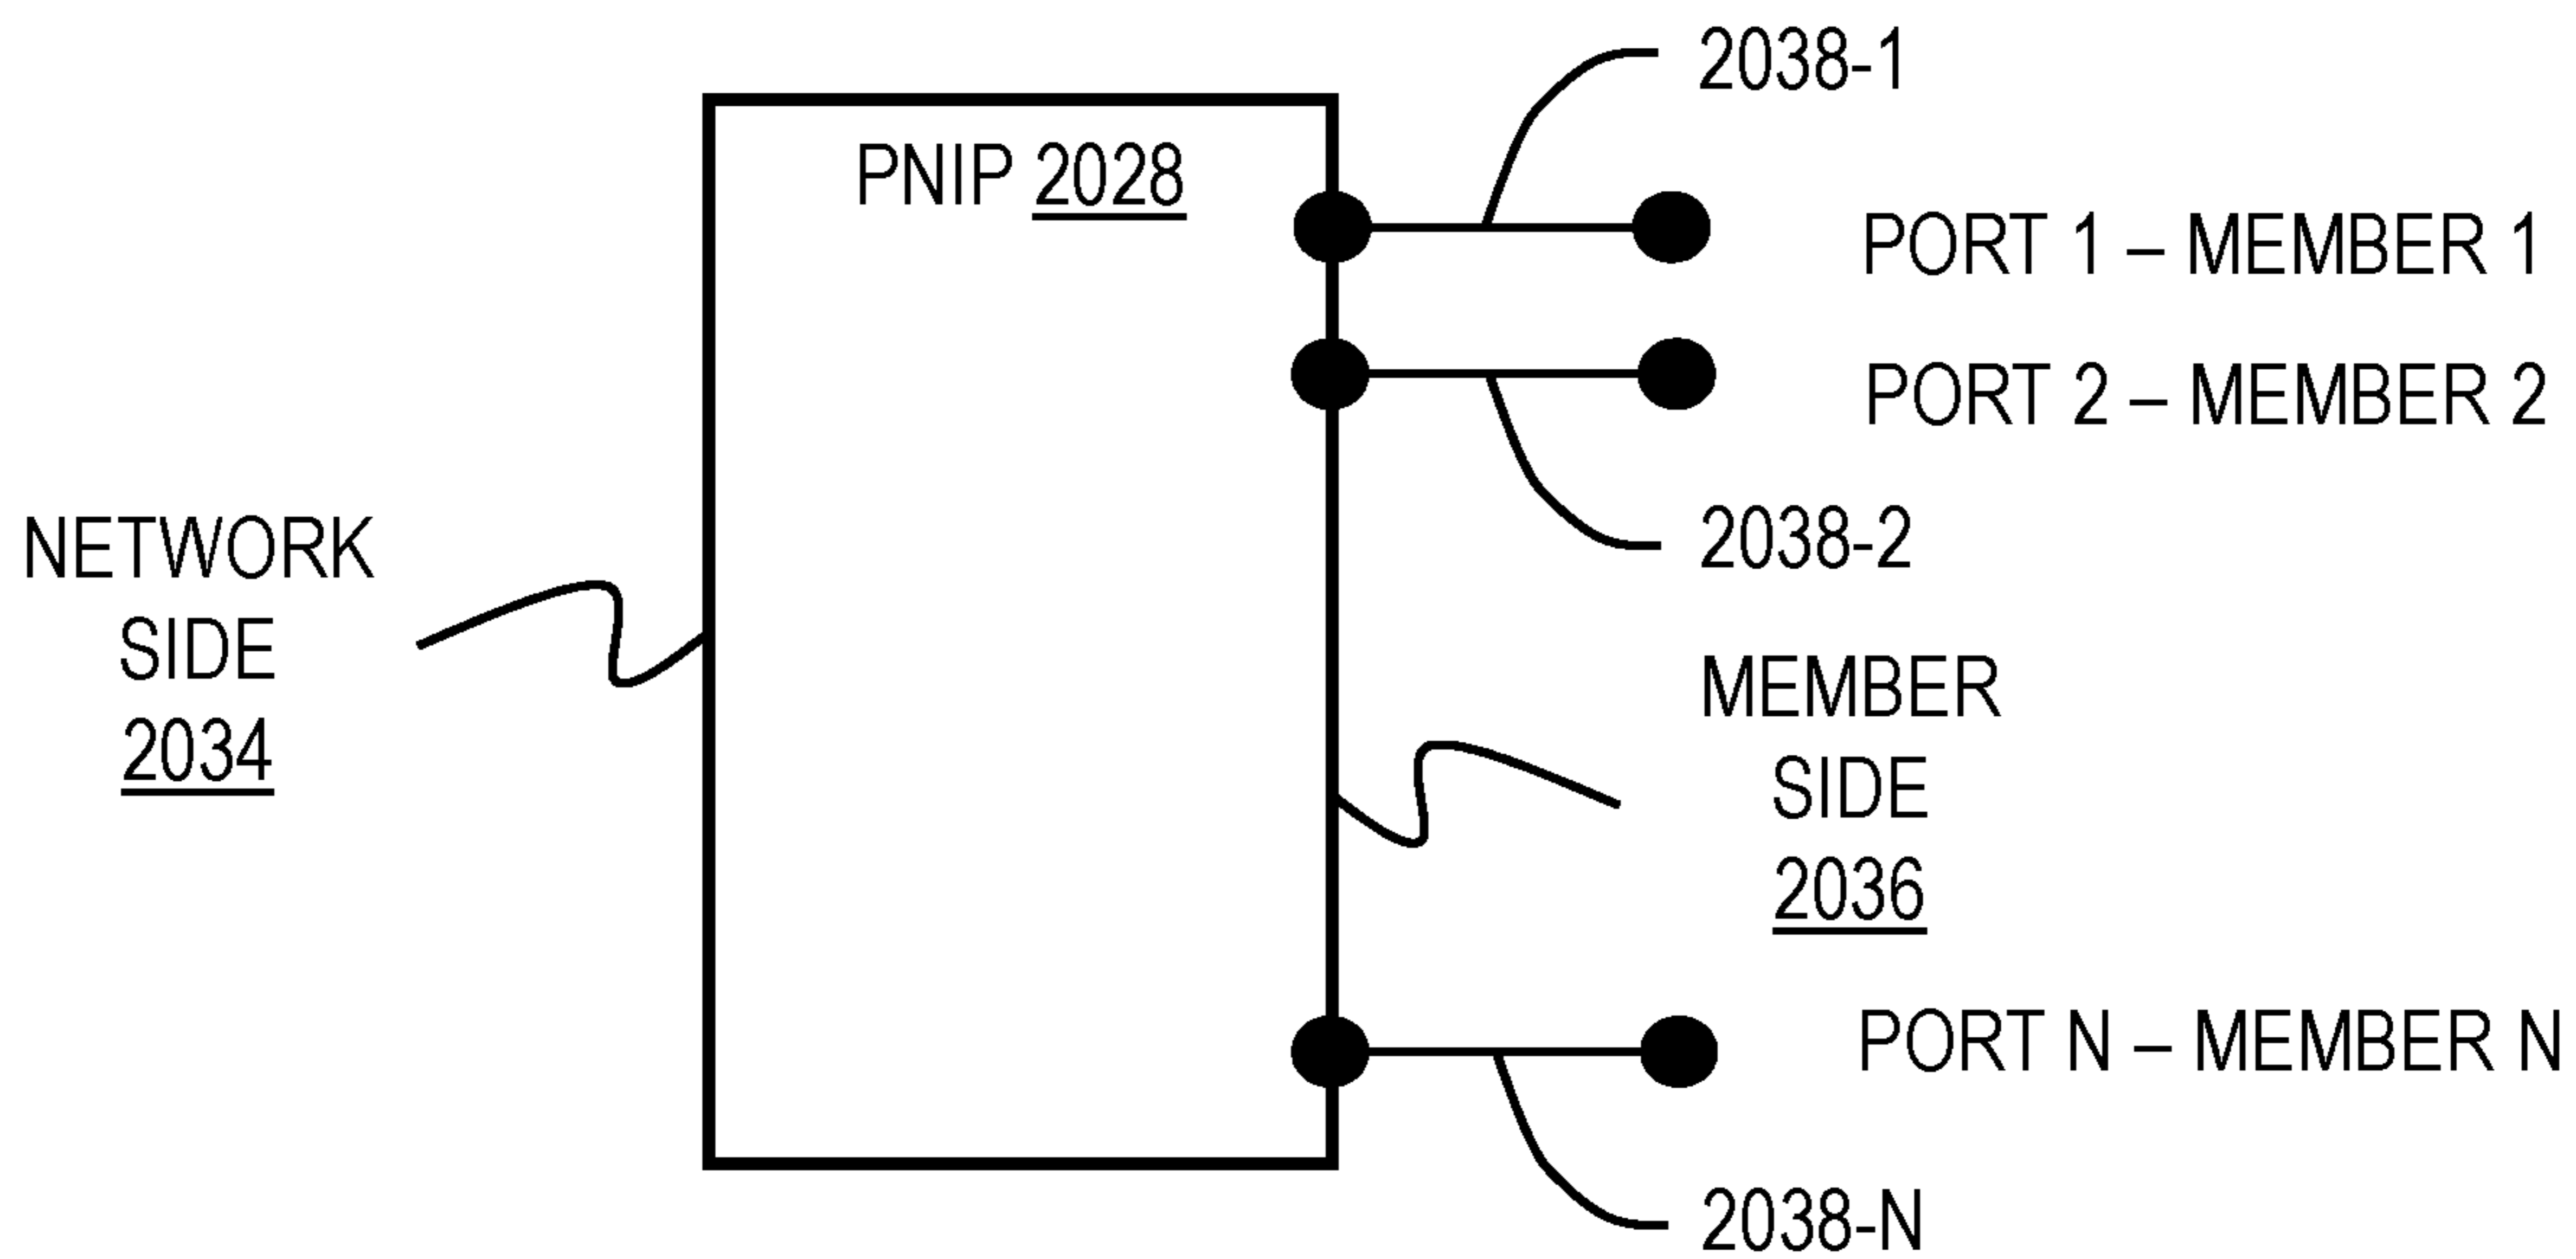 2038-1
PNIP 2028
PORT 1 – MEMBER 1
PORT 2 – MEMBER 2
2038-2
NETWORK
SIDE
2034
MEMBER
SIDE
2036
PORT N – MEMBER N
2038-N